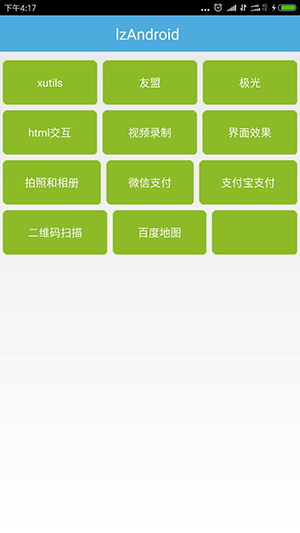 下午4:17
lzAndroid
xutils 友盟 极光
html交互 视频录制 界面效果
拍照和相册 微信支付 支付宝支付
二维码扫描 百度地图